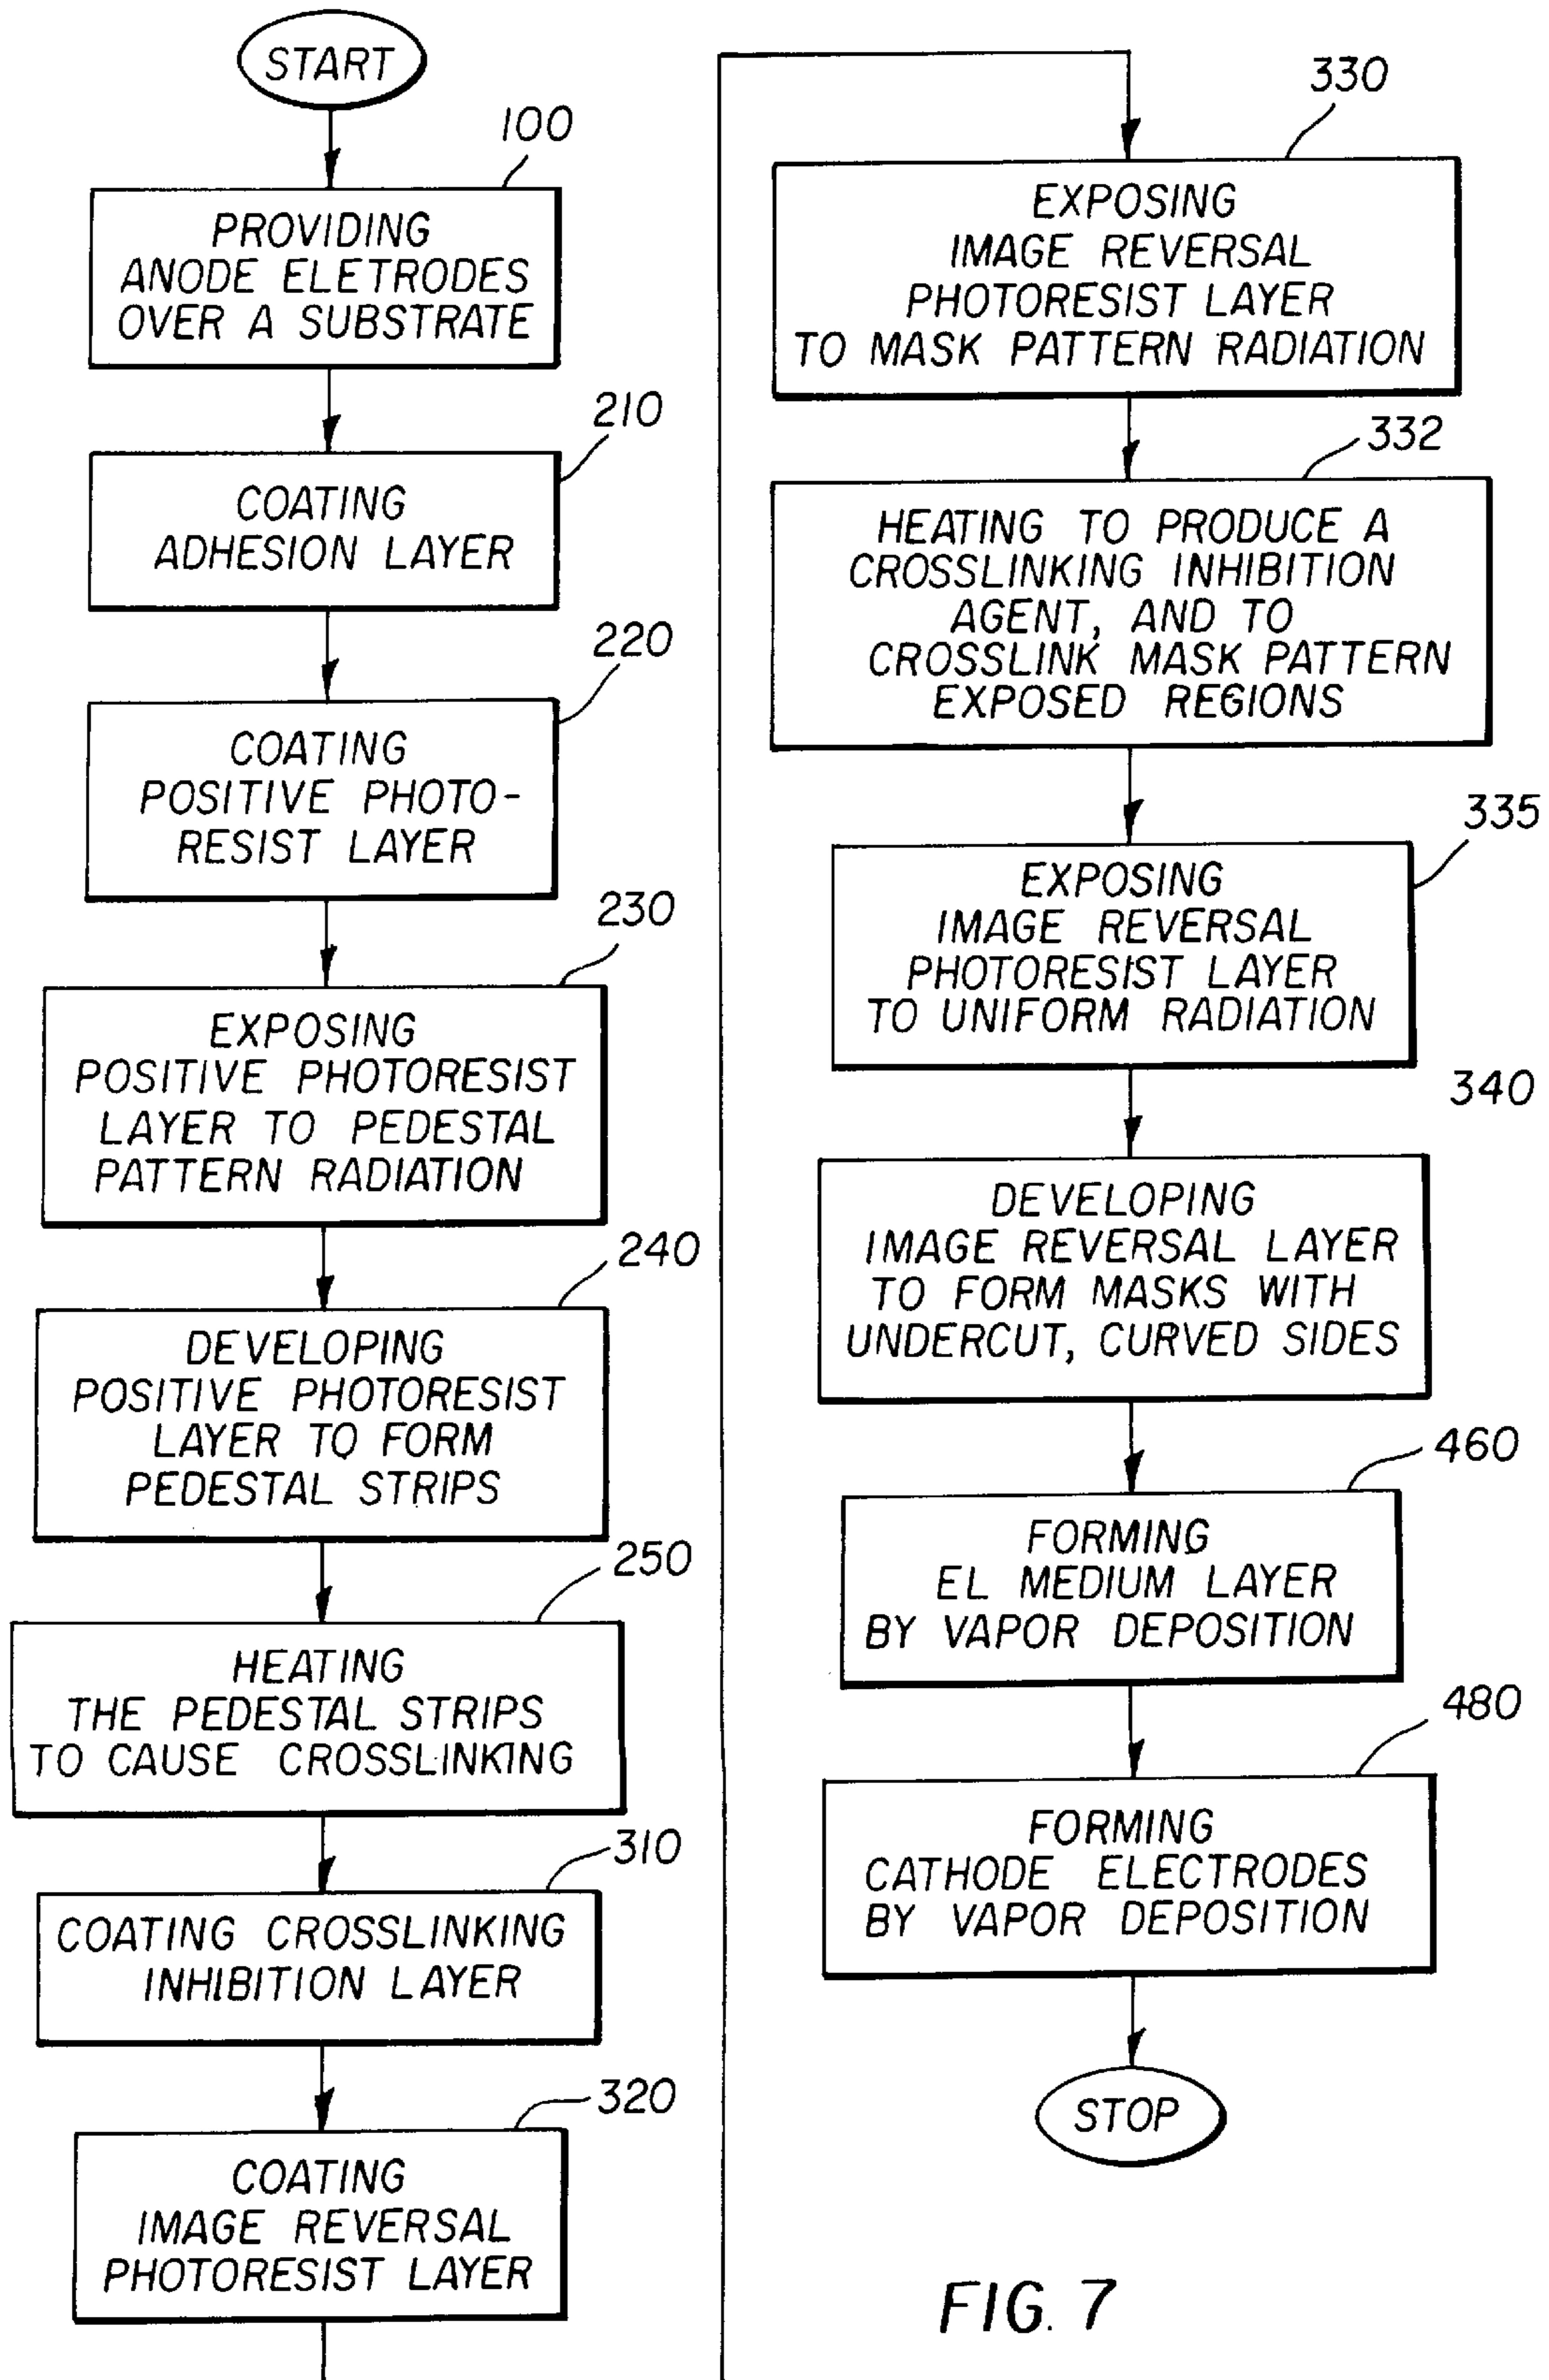 START
100
PROVIDING
ANODE ELETRODES
OVER A SUBSTRATE
210
COATING
ADHESION LAYER
220
COATING
POSITIVE PHOTO-
RESIST LAYER
230
EXPOSING
POSITIVE PHOTORESIST
LAYER TO PEDESTAL
PATTERN RADIATION
240
DEVELOPING
POSITIVE PHOTORESIST
LAYER TO FORM
PEDESTAL STRIPS
250
HEATING
THE PEDESTAL STRIPS
TO CAUSE CROSSLINKING
310
COATING CROSSLINKING
INHIBITION LAYER
320
COATING
IMAGE REVERSAL
PHOTORESIST LAYER
330
EXPOSING
IMAGE REVERSAL
PHOTORESIST LAYER
TO MASK PATTERN RADIATION
332
HEATING TO PRODUCE A
CROSSLINKING INHIBITION
AGENT, AND TO
CROSSLINK MASK PATTERN
EXPOSED REGIONS
335
EXPOSING
IMAGE REVERSAL
PHOTORESIST LAYER
TO UNIFORM RADIATION
340
DEVELOPING
IMAGE REVERSAL LAYER
TO FORM MASKS WITH
UNDERCUT, CURVED SIDES
460
FORMING
EL MEDIUM LAYER
BY VAPOR DEPOSITION
480
FORMING
CATHODE ELECTRODES
BY VAPOR DEPOSITION
STOP
FIG. 7